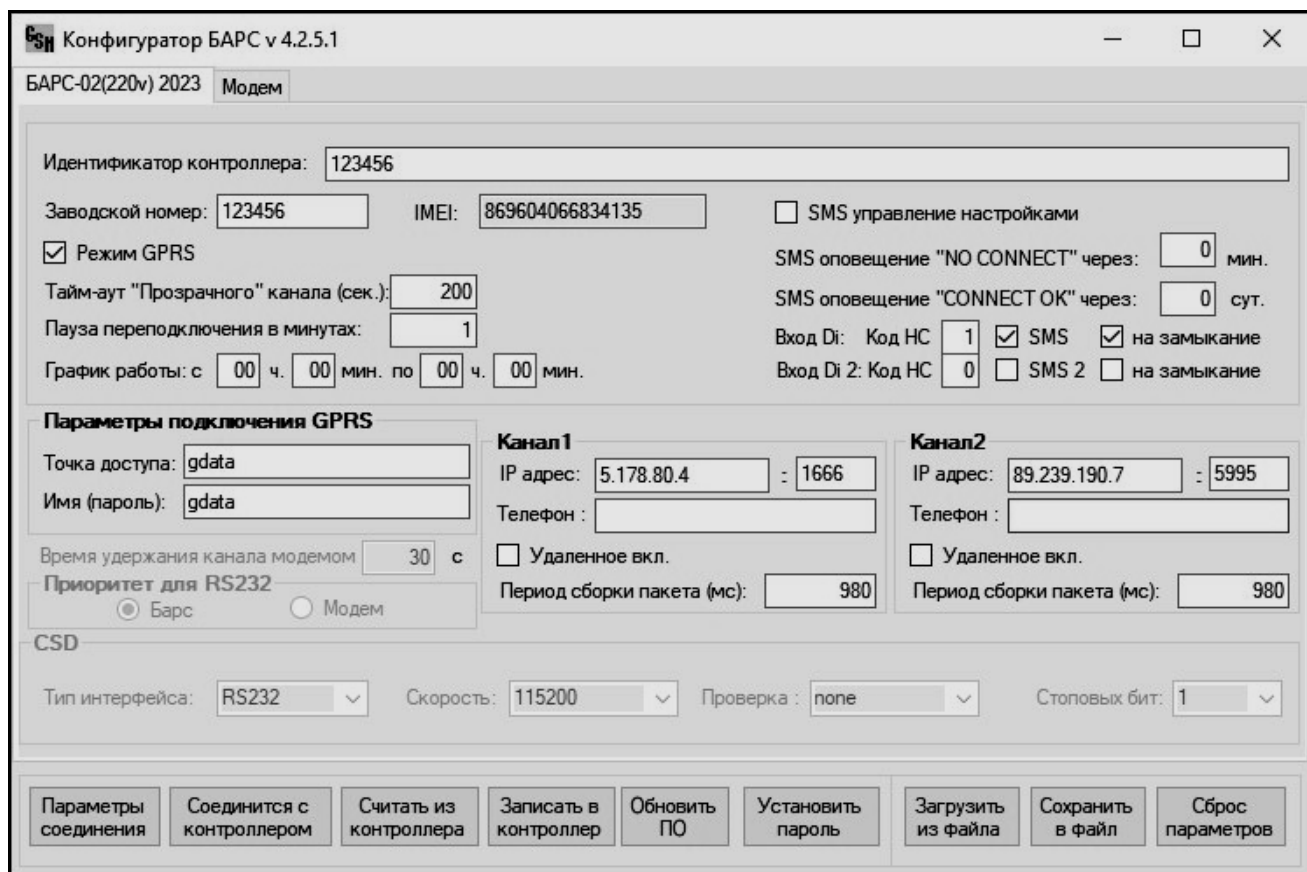 GSM Конфигуратор БАРС v 4.2.5.1
БАРС-02(220v) 2023 Модем
Идентификатор контроллера: 123456
Заводской номер: 123456 IMEI: 869604066834135 SMS управление настройками
Режим GPRS SMS оповещение "NO CONNECT" через: 0 мин.
Тайм-аут "Прозрачного" канала (сек.): 200 SMS оповещение "CONNECT OK" через: 0 сут.
Пауза переподключения в минутах: 1 Вход Di: Код НС 1 SMS на замыкание
График работы: с 00 ч. 00 мин. по 00 ч. 00 мин. Вход Di 2: Код НС 0 SMS 2 на замыкание
Параметры подключения GPRS
Точка доступа: gdata
Имя (пароль): gdata
Время удержания канала модемом 30 с
Приоритет для RS232
Барс Модем
Канал1
IP адрес: 5.178.80.4 : 1666
Телефон :
Удаленное вкл.
Период сборки пакета (мс): 980
Канал2
IP адрес: 89.239.190.7 : 5995
Телефон :
Удаленное вкл.
Период сборки пакета (мс): 980
CSD
Тип интерфейса: RS232 Скорость: 115200 Проверка : none Стоповых бит: 1
Параметры соединения
Соединится с контроллером
Считать из контроллера
Записать в контроллер
Обновить ПО
Установить пароль
Загрузить из файла
Сохранить в файл
Сброс параметров